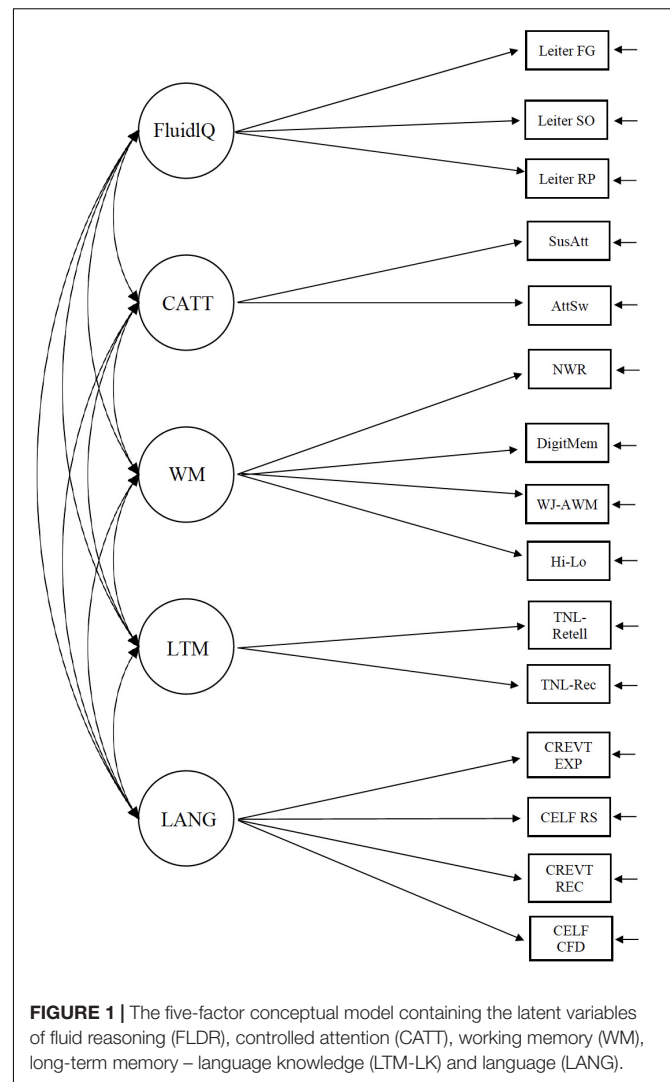 Leiter FG
FluidIQ
Leiter SO
Leiter RP
SusAtt
CATT
AttSw
NWR
DigitMem
WM
WJ-AWM
Hi-Lo
TNL-
Retell
LTM
TNL-Rec
CREVT
EXP
LANG
CELF RS
CREVT
REC
CELF
CFD
FIGURE 1 | The five-factor conceptual model containing the latent variables
of fluid reasoning (FLDR), controlled attention (CATT), working memory (WM),
long-term memory – language knowledge (LTM-LK) and language (LANG).